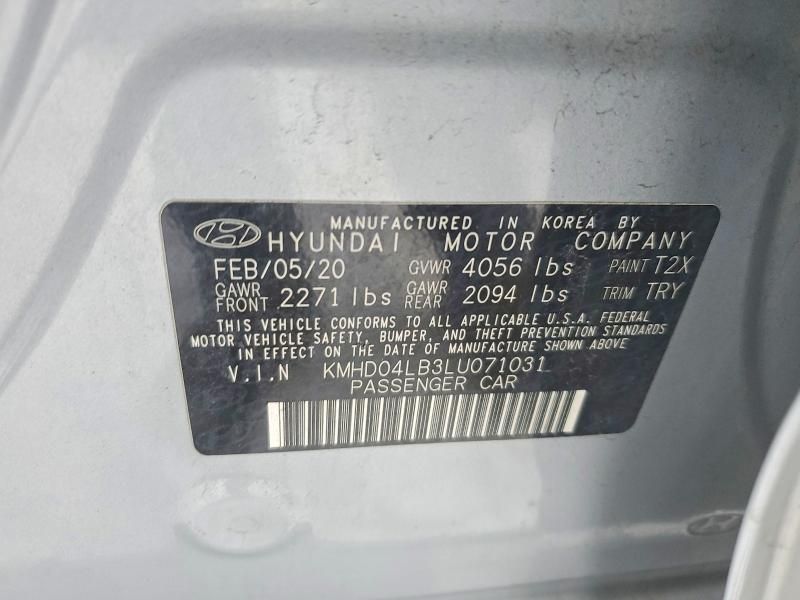 MANUFACTURED IN KOREA BY
HYUNDAI MOTOR COMPANY
FEB/05/20 GVWR 4056 lbs PAINT T2X
GAWR FRONT 2271 lbs GAWR REAR 2094 lbs TRIM TRY
THIS VEHICLE CONFORMS TO ALL APPLICABLE U.S.A. FEDERAL
MOTOR VEHICLE SAFETY, BUMPER, AND THEFT PREVENTION STANDARDS
IN EFFECT ON THE DATE OF MANUFACTURE SHOWN ABOVE.
V.I.N KMHD04LB3LU071031
PASSENGER CAR